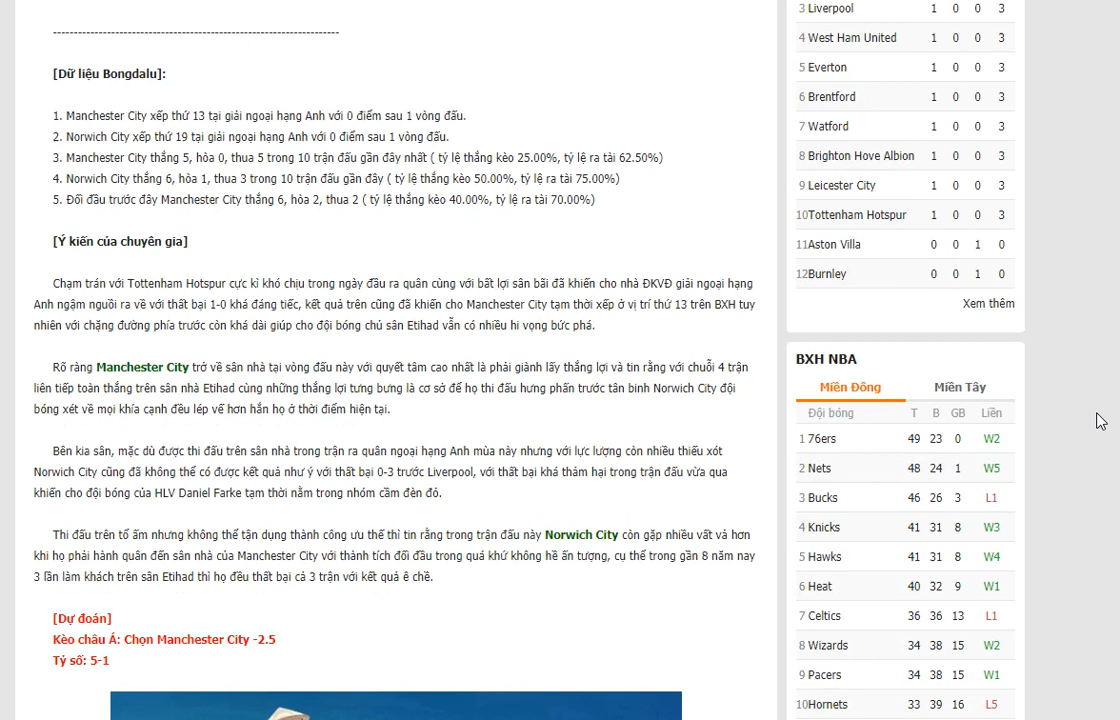 ----------------------------------------------------------------------
[Dữ liệu Bongdalu]:
1. Manchester City xếp thứ 13 tại giải ngoại hạng Anh với 0 điểm sau 1 vòng đấu.
2. Norwich City xếp thứ 19 tại giải ngoại hạng Anh với 0 điểm sau 1 vòng đấu.
3. Manchester City thắng 5, hòa 0, thua 5 trong 10 trận đấu gần đây nhất ( tỷ lệ thắng kèo 25.00%, tỷ lệ ra tài 62.50%)
4. Norwich City thắng 6, hòa 1, thua 3 trong 10 trận đấu gần đây ( tỷ lệ thắng kèo 50.00%, tỷ lệ ra tài 75.00%)
5. Đối đầu trước đây Manchester City thắng 6, hòa 2, thua 2 ( tỷ lệ thắng kèo 40.00%, tỷ lệ ra tài 70.00%)
[Ý kiến của chuyên gia]
Chạm trán với Tottenham Hotspur cực kì khó chịu trong ngày đầu ra quân cùng với bất lợi sân bãi đã khiến cho nhà ĐKVĐ giải ngoại hạng
Anh ngậm nguồi ra về với thất bại 1-0 khá đáng tiếc, kết quả trên cũng đã khiến cho Manchester City tạm thời xếp ở vị trí thứ 13 trên BXH tuy
nhiên với chặng đường phía trước còn khá dài giúp cho đội bóng chủ sân Etihad vẫn có nhiều hi vọng bức phá.
Rõ ràng Manchester City trở về sân nhà tại vòng đấu này với quyết tâm cao nhất là phải giành lấy thắng lợi và tin rằng với chuỗi 4 trận
liên tiếp toàn thắng trên sân nhà Etihad cùng những thắng lợi tưng bưng là cơ sở để họ thi đấu hưng phấn trước tân binh Norwich City đội
bóng xét về mọi khía cạnh đều lép vế hơn hẳn họ ở thời điểm hiện tại.
Bên kia sân, mặc dù được thi đấu trên sân nhà trong trận ra quân ngoại hạng Anh mùa này nhưng với lực lượng còn nhiều thiếu xót
Norwich City cũng đã không thể có được kết quả như ý với thất bại 0-3 trước Liverpool, với thất bại khá thảm hại trong trận đấu vừa qua
khiến cho đội bóng của HLV Daniel Farke tạm thời nằm trong nhóm cầm đèn đỏ.
Thi đấu trên tổ ấm nhưng không thể tận dụng thành công ưu thế thì tin rằng trong trận đấu này Norwich City còn gặp nhiều vất vả hơn
khi họ phải hành quân đến sân nhà của Manchester City với thành tích đối đầu trong quá khứ không hề ấn tượng, cụ thể trong gần 8 năm nay
3 lần làm khách trên sân Etihad thì họ đều thất bại cả 3 trận với kết quả ê chề.
[Dự đoán]
Kèo châu Á: Chọn Manchester City -2.5
Tỷ số: 5-1
3 Liverpool 1 0 0 3
4 West Ham United 1 0 0 3
5 Everton 1 0 0 3
6 Brentford 1 0 0 3
7 Watford 1 0 0 3
8 Brighton Hove Albion 1 0 0 3
9 Leicester City 1 0 0 3
10 Tottenham Hotspur 1 0 0 3
11 Aston Villa 0 0 1 0
12 Burnley 0 0 1 0
Xem thêm
BXH NBA
Miền Đông Miền Tây
Đội bóng T B GB Liên
1 76ers 49 23 0 W2
2 Nets 48 24 1 W5
3 Bucks 46 26 3 L1
4 Knicks 41 31 8 W3
5 Hawks 41 31 8 W4
6 Heat 40 32 9 W1
7 Celtics 36 36 13 L1
8 Wizards 34 38 15 W2
9 Pacers 34 38 15 W1
10 Hornets 33 39 16 L5